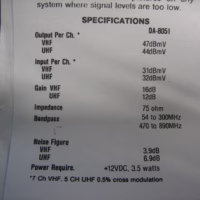 system where signal levels are too low.
SPECIFICATIONS
Output Per Ch. * DA-8051
VHF 47dBmV
UHF 44dBmV
Input Per Ch. *
VHF 31dBmV
UHF 32dBmV
Gain VHF 16dB
UHF 12dB
Impedance 75 ohm
Bandpass 54 to 300MHz
470 to 890MHz
Noise Figure
VHF 3.9dB
UHF 6.9dB
Power Require. +12VDC, 3.5 watts
*7 Ch VHF, 5 CH UHF 0.5% cross modulation.